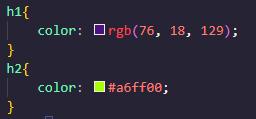 h1{
    color: rgb(76, 18, 129);
}
h2{
    color: #a6ff00;
}